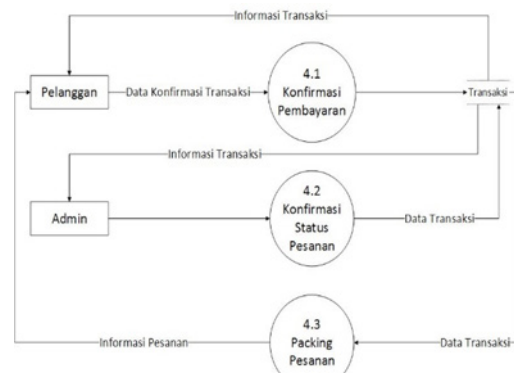 Informasi Transaksi
Pelanggan
Data Konfirmasi Transaksi
4.1
Konfirmasi
Pembayaran
Transaksi
Informasi Transaksi
Admin
4.2
Konfirmasi
Status
Pesanan
Data Transaksi
Informasi Pesanan
4.3
Packing
Pesanan
Data Transaksi